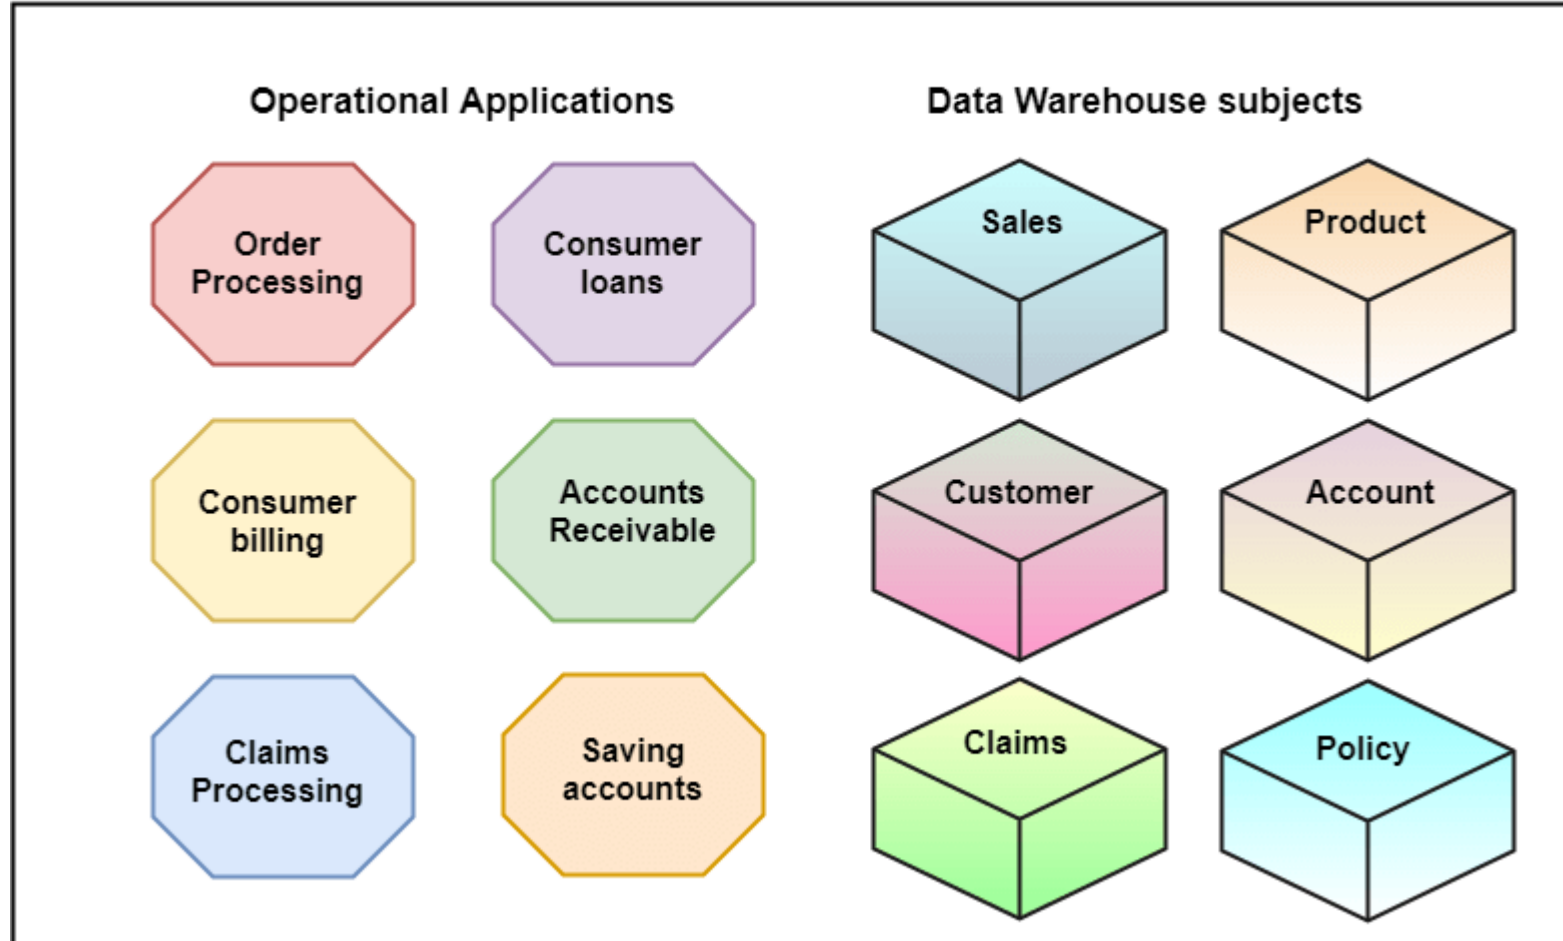 Operational Applications
Data Warehouse subjects
Order
Processing
Consumer
loans
Sales
Product
Consumer
billing
Accounts
Receivable
Customer
Account
Claims
Processing
Saving
accounts
Claims
Policy